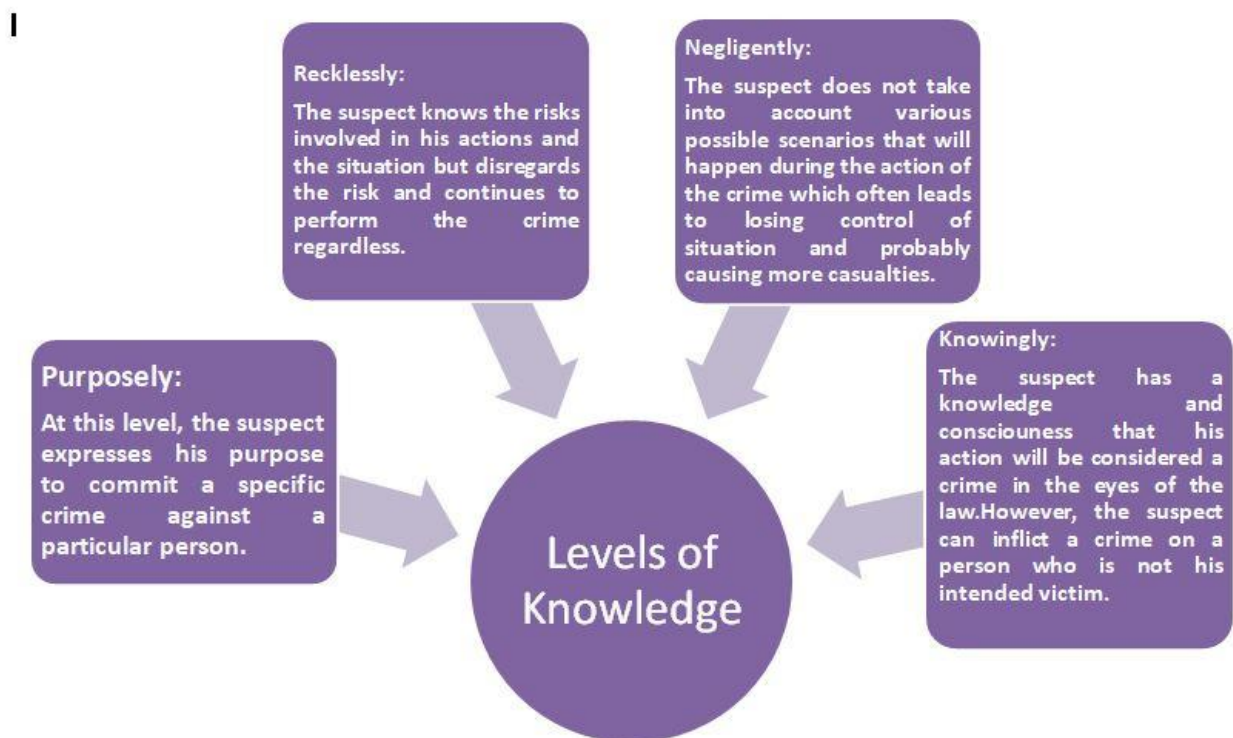 I
Recklessly:
The suspect knows the risks
involved in his actions and
the situation but disregards
the risk and continues to
perform the crime
regardless.
Negligently:
The suspect does not take
into account various
possible scenarios that will
happen during the action of
the crime which often leads
to losing control of
situation and probably
causing more casualties.
Purposely:
At this level, the suspect
expresses his purpose
to commit a specific
crime against a
particular person.
Knowingly:
The suspect has a
knowledge and
consciouness that his
action will be considered a
crime in the eyes of the
law.However, the suspect
can inflict a crime on a
person who is not his
intended victim.
Levels of
Knowledge